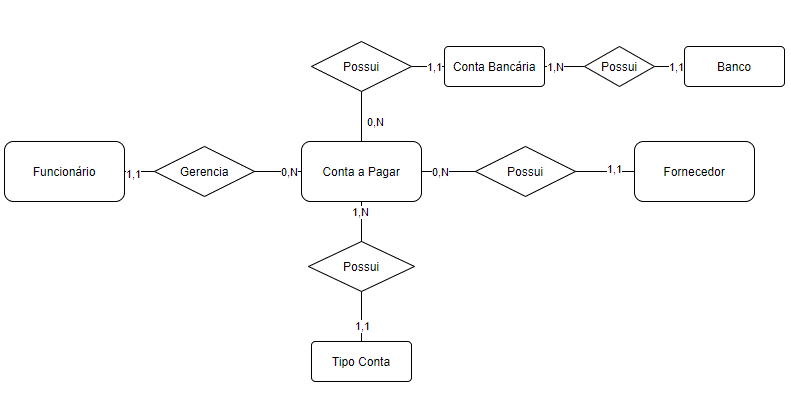 Possui
1,1
Conta Bancária
1,N
Possui
1,1
Banco
0,N
Funcionário
1,1
Gerencia
0,N
Conta a Pagar
0,N
Possui
1,1
Fornecedor
1,N
Possui
1,1
Tipo Conta